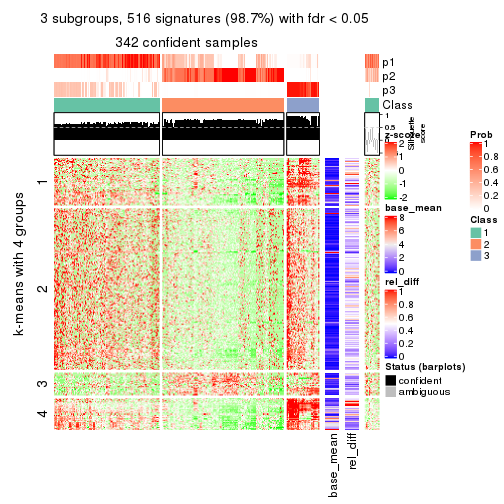 3 subgroups, 516 signatures (98.7%) with fdr < 0.05
342 confident samples
p1
p2
p3
Class
1
0.5
0
Silhouette
score
z-score
2
1
0
-1
-2
base_mean
8
6
4
2
0
rel_diff
1
0.8
0.6
0.4
0.2
0
Status (barplots)
confident
ambiguous
Prob
1
0.8
0.6
0.4
0.2
0
Class
1
2
3
k-means with 4 groups
1
2
3
4
base_mean
rel_diff